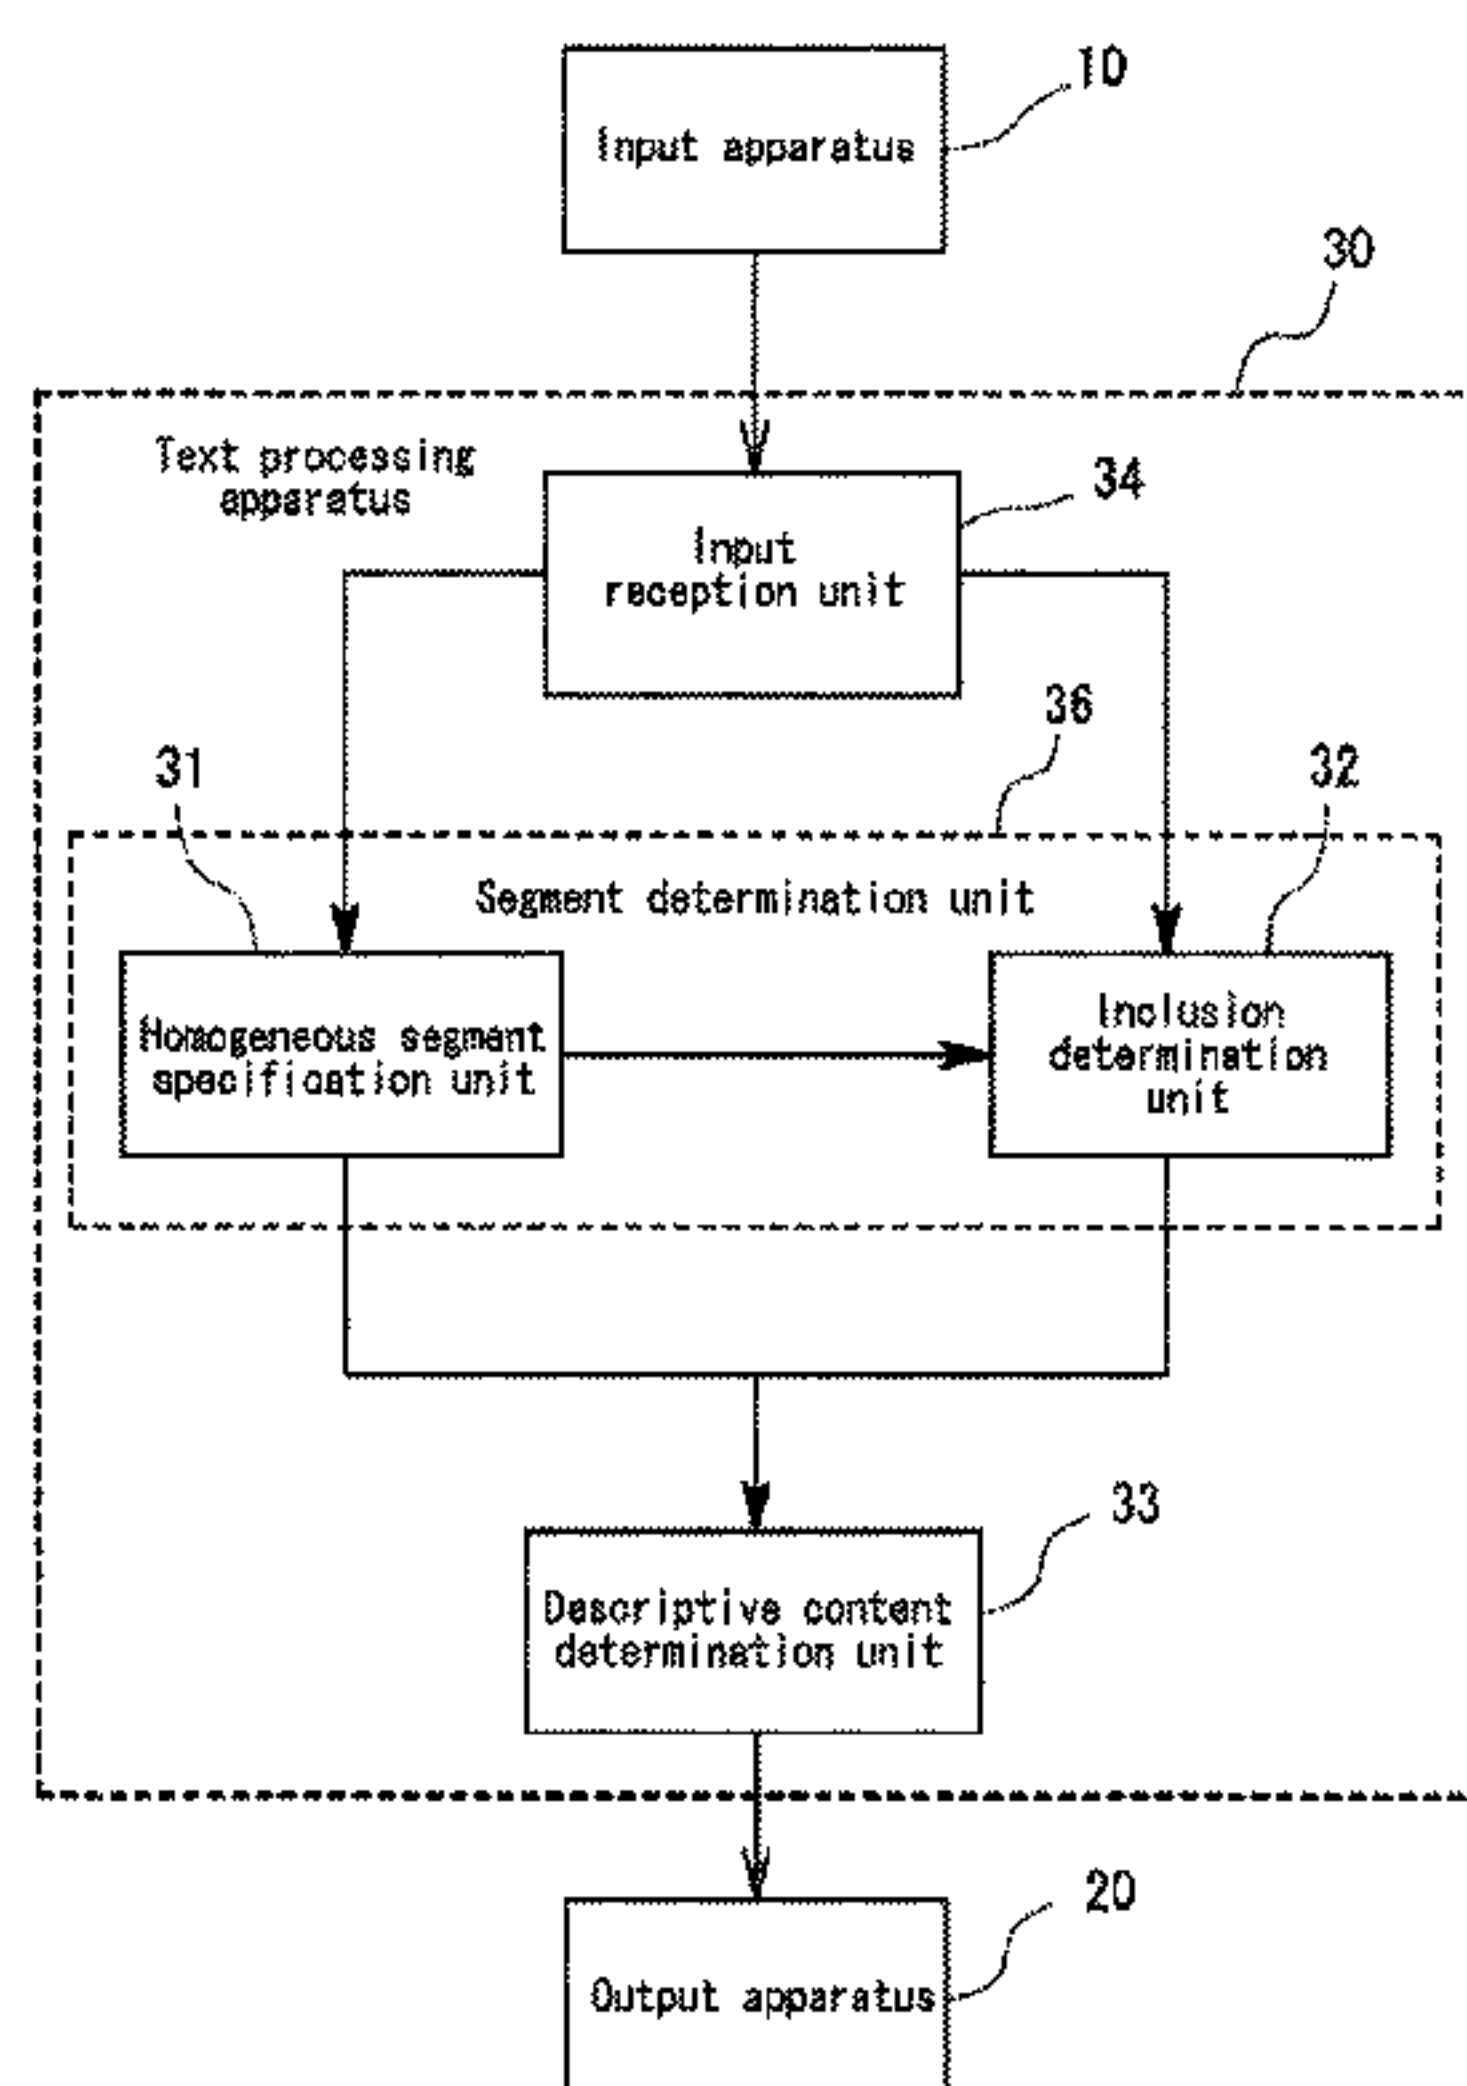 10
Input apparatus
30
Text processing
apparatus
34
Input
reception unit
36
31
32
Segment determination unit
Homogeneous segment
specification unit
Inclusion
determination
unit
33
Descriptive content
determination unit
20
Output apparatus